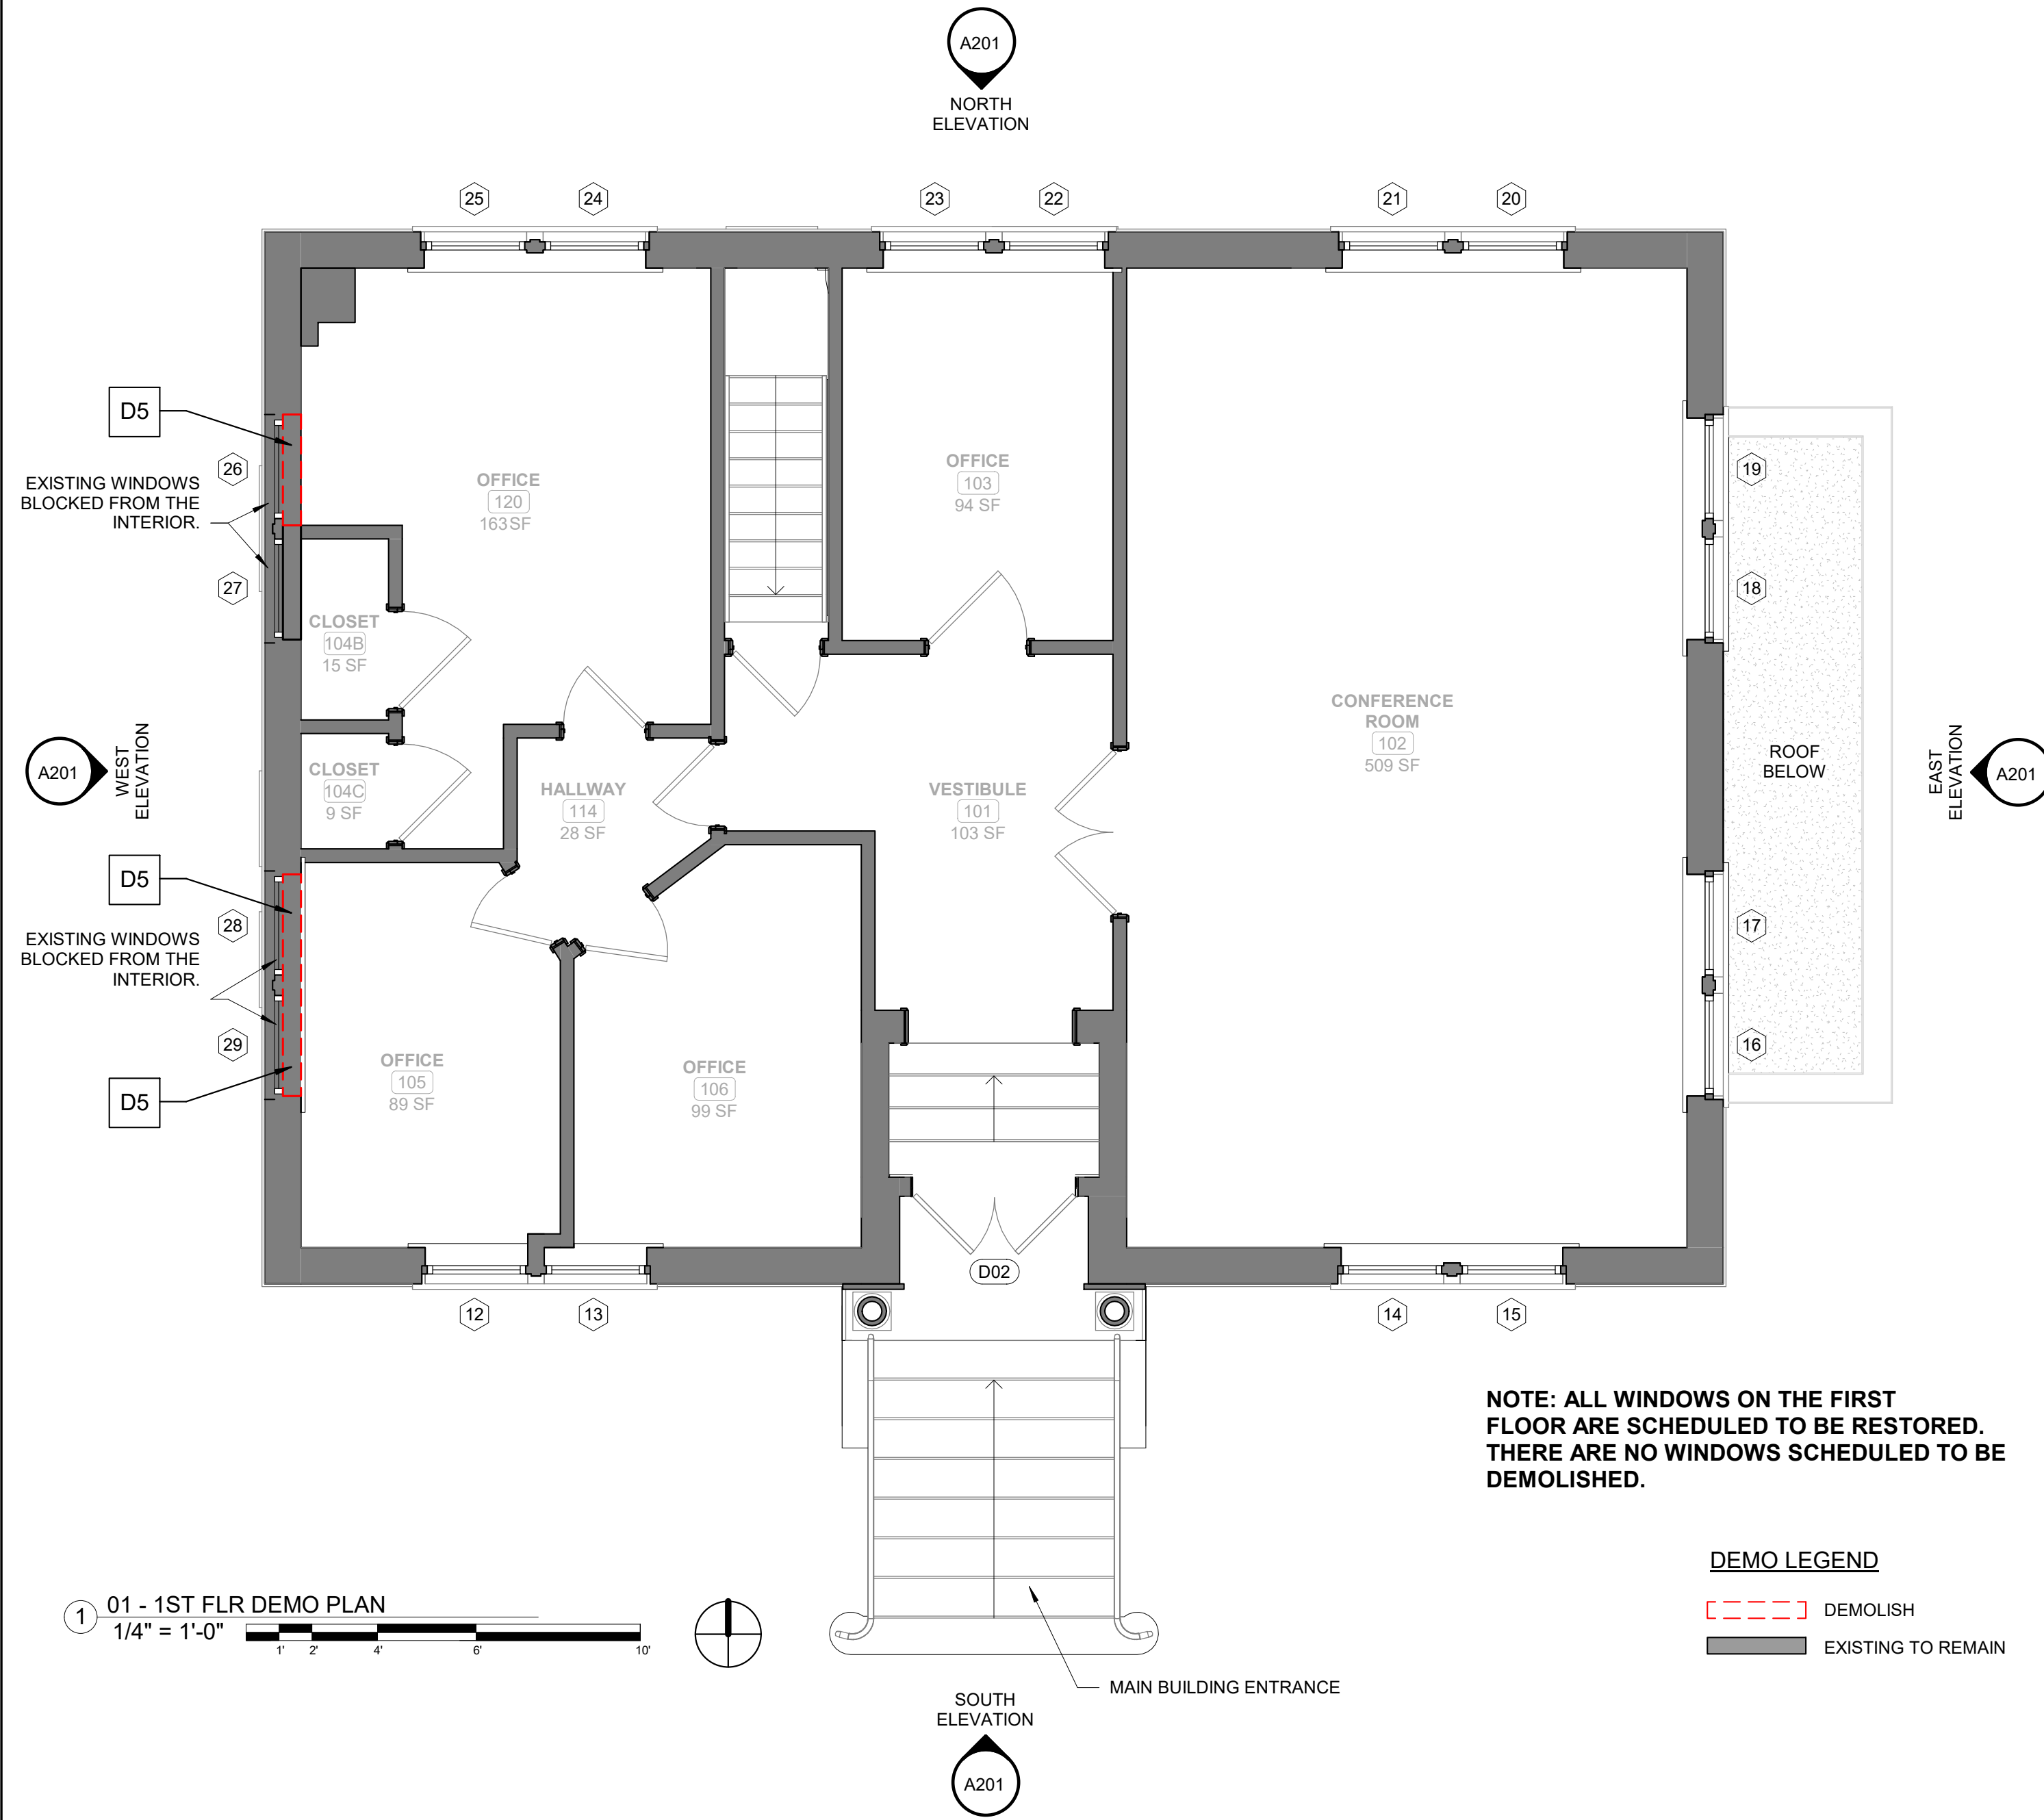 A201
NORTH
ELEVATION
25
24
23
22
21
20
D5
26
EXISTING WINDOWS
BLOCKED FROM THE
INTERIOR.
27
OFFICE
120
163SF
OFFICE
103
94 SF
19
18
CLOSET
104B
15 SF
CONFERENCE
ROOM
102
509 SF
ROOF
BELOW
A201
WEST
ELEVATION
EAST
ELEVATION
A201
CLOSET
104C
9 SF
HALLWAY
114
28 SF
VESTIBULE
101
103 SF
D5
28
EXISTING WINDOWS
BLOCKED FROM THE
INTERIOR.
29
D5
17
16
OFFICE
105
89 SF
OFFICE
106
99 SF
D02
12
13
14
15
NOTE: ALL WINDOWS ON THE FIRST
FLOOR ARE SCHEDULED TO BE RESTORED.
THERE ARE NO WINDOWS SCHEDULED TO BE
DEMOLISHED.
DEMO LEGEND
DEMOLISH
EXISTING TO REMAIN
1
01 - 1ST FLR DEMO PLAN
1/4" = 1'-0"
1'
2'
4'
6'
10'
MAIN BUILDING ENTRANCE
SOUTH
ELEVATION
A201